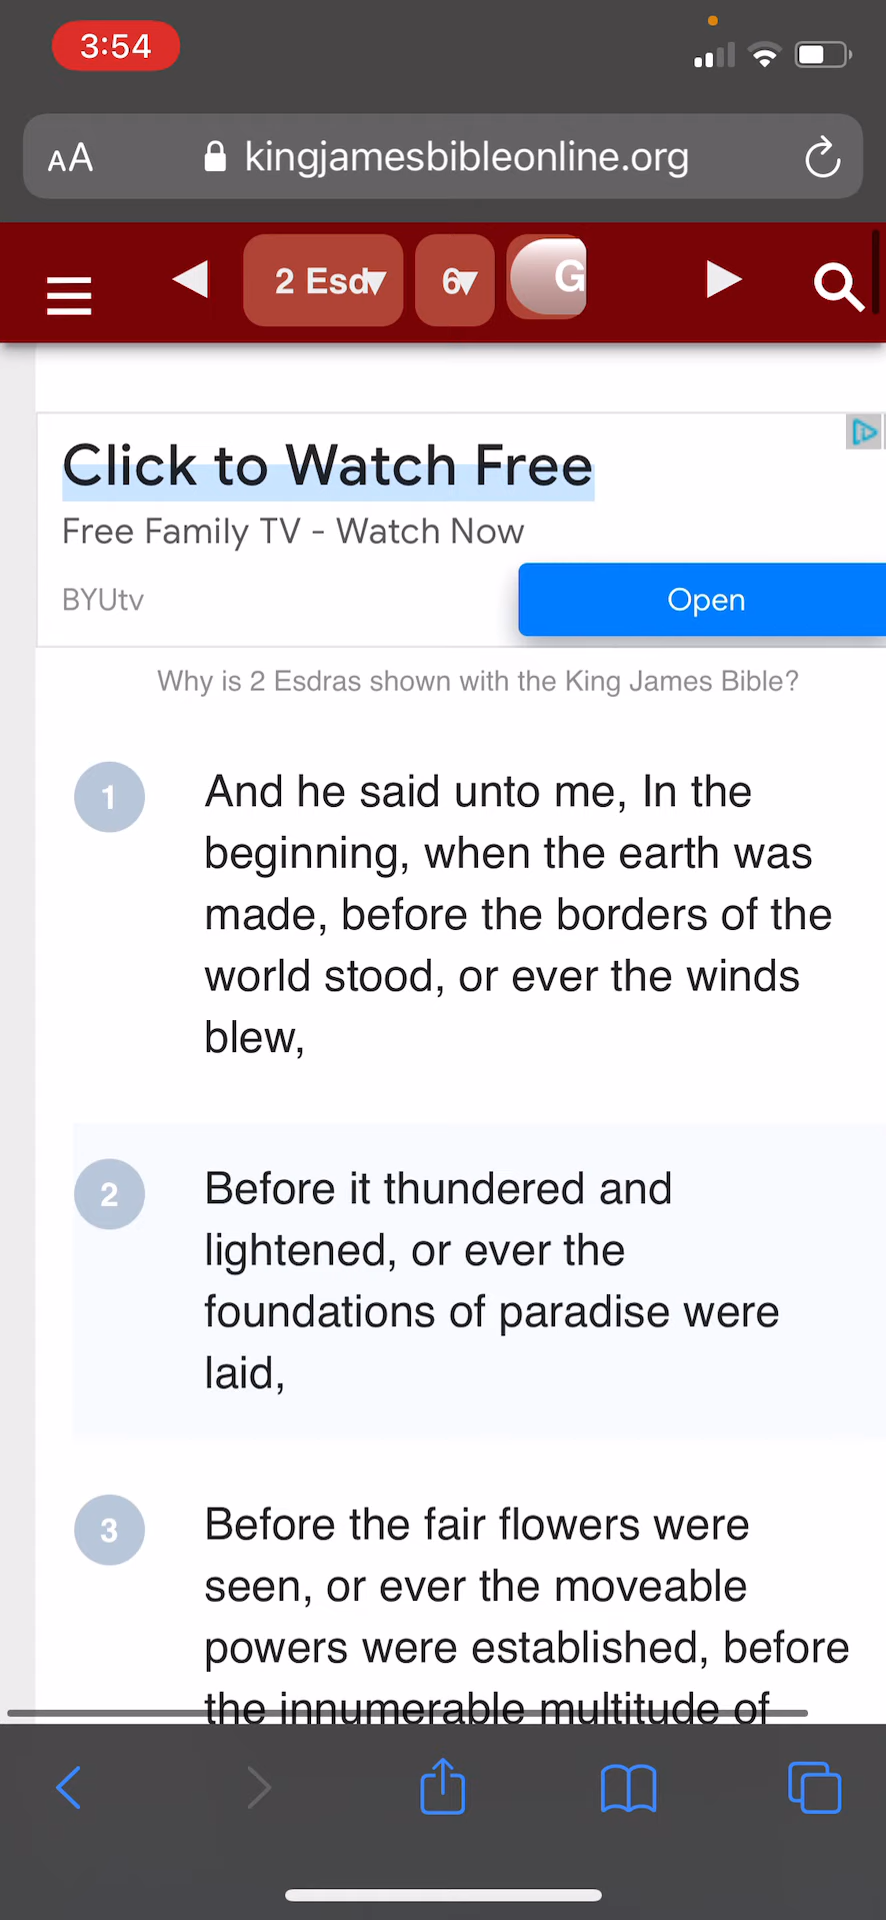 3:54
AA kingjamesbibleonline.org
2 Esd 6 G
Click to Watch Free
Free Family TV - Watch Now
BYUtv Open
Why is 2 Esdras shown with the King James Bible?
1 And he said unto me, In the
beginning, when the earth was
made, before the borders of the
world stood, or ever the winds
blew,
2 Before it thundered and
lightened, or ever the
foundations of paradise were
laid,
3 Before the fair flowers were
seen, or ever the moveable
powers were established, before
the innumerable multitude of